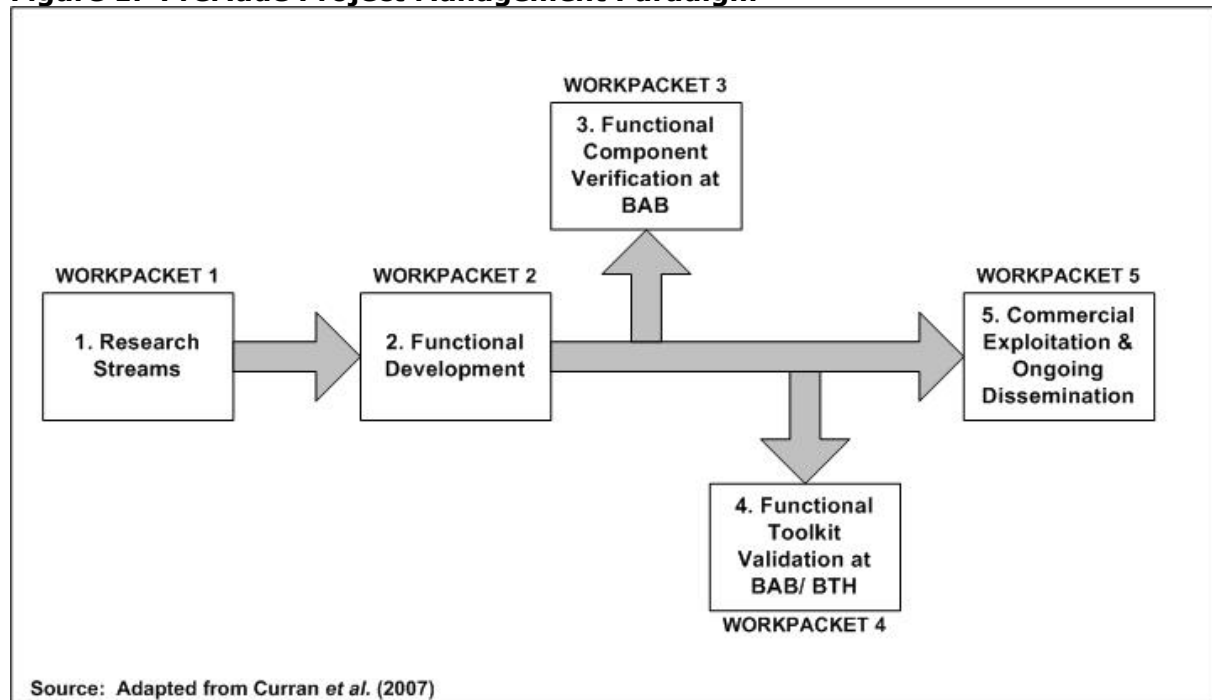 WORKPACKET 3
3. Functional
Component
Verification at
BAB
WORKPACKET 1
1. Research
Streams
WORKPACKET 2
2. Functional
Development
WORKPACKET 5
5. Commercial
Exploitation &
Ongoing
Dissemination
4. Functional
Toolkit
Validation at
BAB/ BTH
WORKPACKET 4
Source: Adapted from Curran et al. (2007)